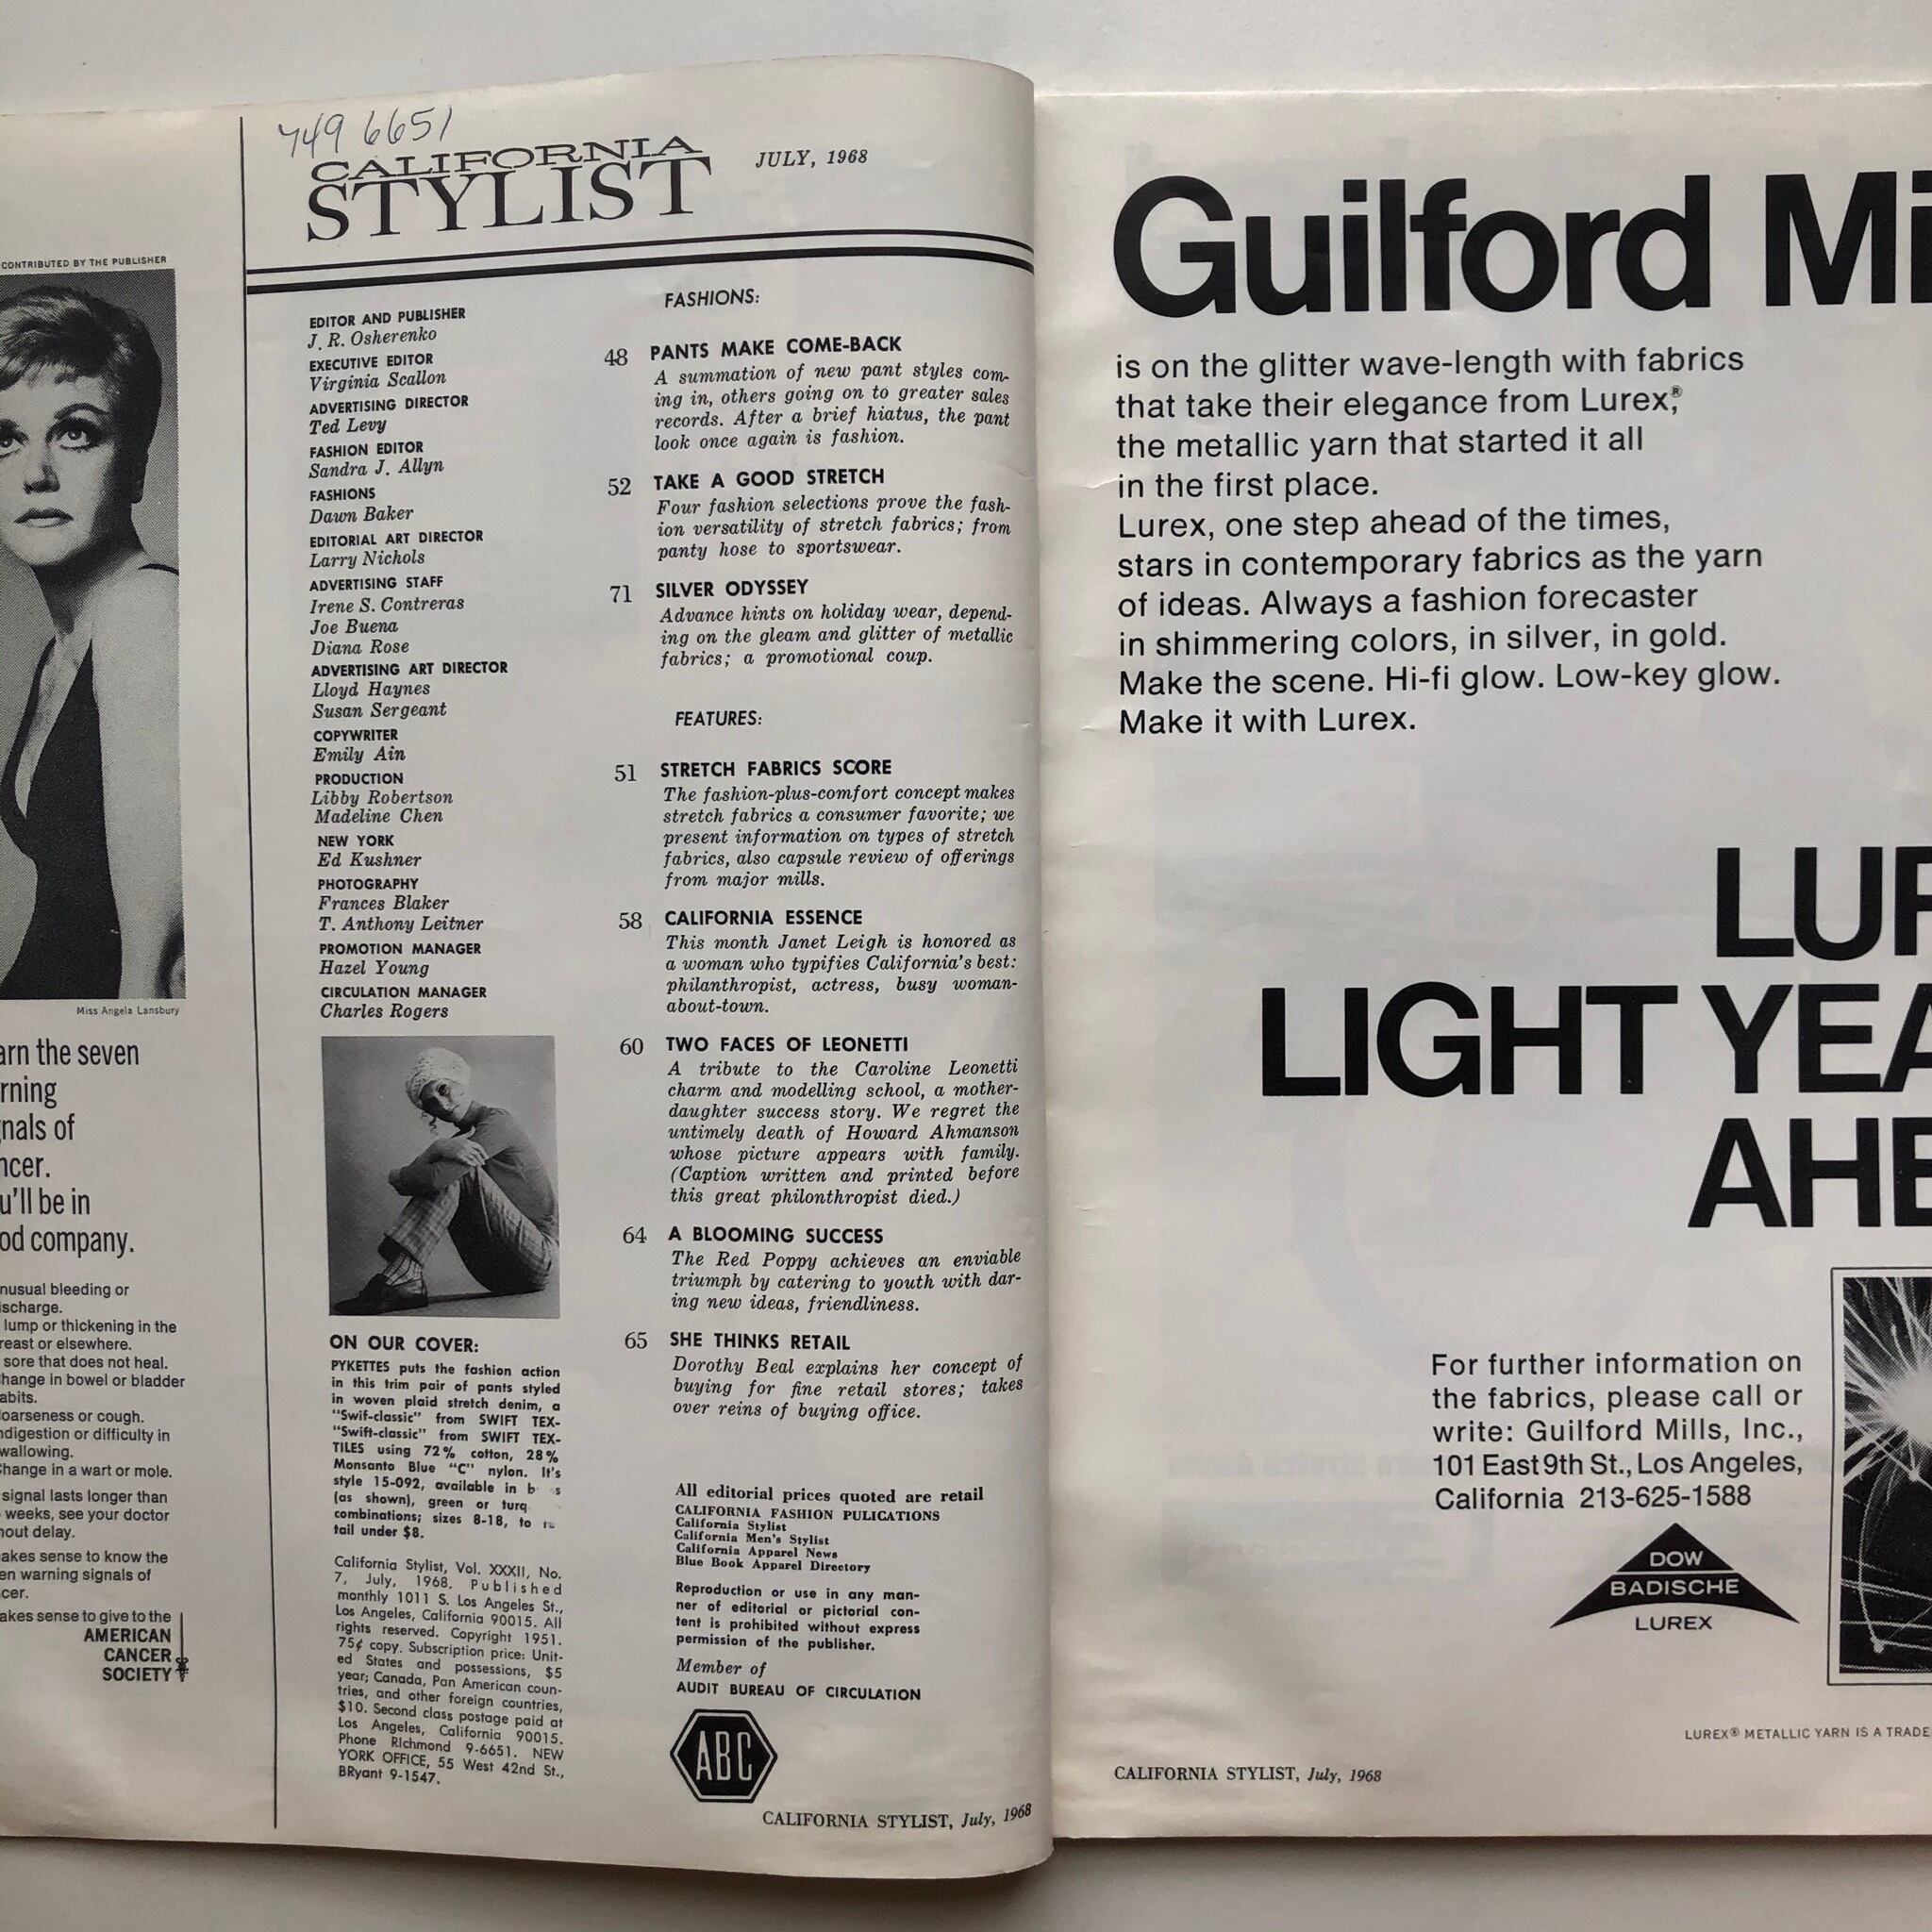 CONTRIBUTED BY THE PUBLISHER
Miss Angela Lansbury
the seven
of
be in
company.
bleeding or
lump or thickening in the
or elsewhere.
sore that does not heal.
in bowel or bladder
or cough.
or difficulty in
in a wart or mole.
signal lasts longer than
weeks, see your doctor
delay.
sense to know the
warning signals of
sense to give to the
AMERICAN
CANCER
SOCIETY
749 6651
CALIFORNIA
STYLIST
JULY, 1968
EDITOR AND PUBLISHER
J. R. Osherenko
EXECUTIVE EDITOR
Virginia Scallon
ADVERTISING DIRECTOR
Ted Levy
FASHION EDITOR
Sandra J. Allyn
FASHIONS
Dawn Baker
EDITORIAL ART DIRECTOR
Larry Nichols
ADVERTISING STAFF
Irene S. Contreras
Joe Buena
Diana Rose
ADVERTISING ART DIRECTOR
Lloyd Haynes
Susan Sergeant
COPYWRITER
Emily Ain
PRODUCTION
Libby Robertson
Madeline Chen
NEW YORK
Ed Kushner
PHOTOGRAPHY
Frances Blaker
T. Anthony Leitner
PROMOTION MANAGER
Hazel Young
CIRCULATION MANAGER
Charles Rogers
ON OUR COVER:
PYKETTES puts the fashion action
in this trim pair of pants styled
in woven plaid stretch denim, a
"Swif-classic" from SWIFT TEX-
"Swift-classic" from SWIFT TEX-
TILES using 72% cotton, 28%
Monsanto Blue "C" nylon. It's
style 15-092, available in
(as shown), green or
combinations; sizes 8-18, to
tail under $8.
California Stylist, Vol. XXXII, No.
7, July, 1968. Published
monthly 1011 S. Los Angeles St.,
Los Angeles, California 90015. All
rights reserved. Copyright 1951.
75¢ copy. Subscription price: Unit-
ed States and possessions, $5
year; Canada, Pan American coun-
tries, and other foreign countries,
$10. Second class postage paid at
Los Angeles, California 90015.
Phone RIchmond 9-6651. NEW
YORK OFFICE, 55 West 42nd St.,
BRyant 9-1547.
FASHIONS:
48 PANTS MAKE COME-BACK
A summation of new pant styles com-
ing in, others going on to greater sales
records. After a brief hiatus, the pant
look once again is fashion.
52 TAKE A GOOD STRETCH
Four fashion selections prove the fash-
ion versatility of stretch fabrics; from
panty hose to sportswear.
71 SILVER ODYSSEY
Advance hints on holiday wear, depend-
ing on the gleam and glitter of metallic
fabrics; a promotional coup.
FEATURES:
51 STRETCH FABRICS SCORE
The fashion-plus-comfort concept makes
stretch fabrics a consumer favorite; we
present information on types of stretch
fabrics, also capsule review of offerings
from major mills.
58 CALIFORNIA ESSENCE
This month Janet Leigh is honored as
a woman who typifies California's best:
philanthropist, actress, busy woman-
about-town.
60 TWO FACES OF LEONETTI
A tribute to the Caroline Leonetti
charm and modelling school, a mother-
daughter success story. We regret the
untimely death of Howard Ahmanson
whose picture appears with family.
(Caption written and printed before
this great philonthropist died.)
64 A BLOOMING SUCCESS
The Red Poppy achieves an enviable
triumph by catering to youth with dar-
ing new ideas, friendliness.
65 SHE THINKS RETAIL
Dorothy Beal explains her concept of
buying for fine retail stores; takes
over reins of buying office.
All editorial prices quoted are retail
CALIFORNIA FASHION PULICATIONS
California Stylist
California Men's Stylist
California Apparel News
Blue Book Apparel Directory
Reproduction or use in any man-
ner of editorial or pictorial con-
tent is prohibited without express
permission of the publisher.
Member of
AUDIT BUREAU OF CIRCULATION
ABC
CALIFORNIA STYLIST, July, 1968
Guilford
is on the glitter wave-length with fabrics
that take their elegance from Lurex,®
the metallic yarn that started it all
in the first place.
Lurex, one step ahead of the times,
stars in contemporary fabrics as the yarn
of ideas. Always a fashion forecaster
in shimmering colors, in silver, in gold.
Make the scene. Hi-fi glow. Low-key glow.
Make it with Lurex.
LIGHT
For further information on
the fabrics, please call or
write: Guilford Mills, Inc.,
101 East 9th St., Los Angeles,
California 213-625-1588
DOW
BADISCHE
LUREX
LUREX® METALLIC YARN IS A
CALIFORNIA STYLIST, July, 1968